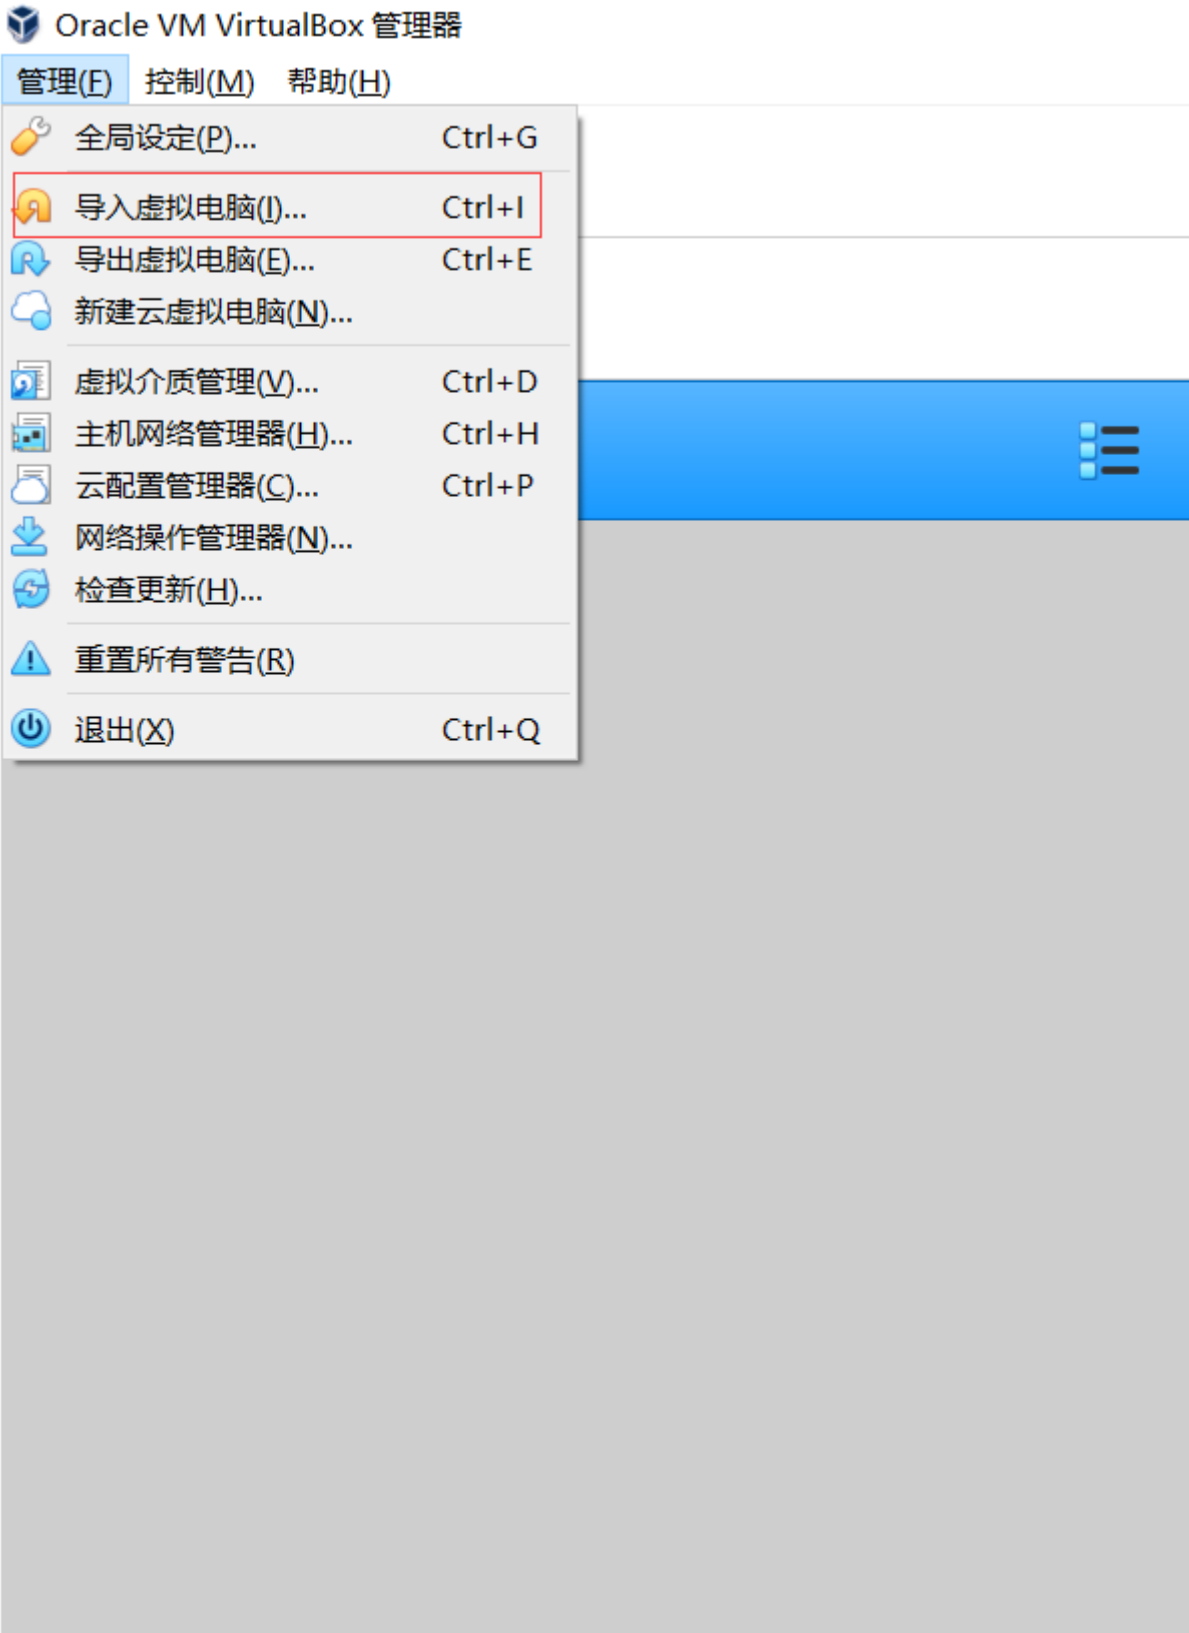 Oracle VM VirtualBox 管理器
管理(F) 控制(M) 帮助(H)
全局设定(P)... Ctrl+G
导入虚拟电脑(I)... Ctrl+I
导出虚拟电脑(E)... Ctrl+E
新建云虚拟电脑(N)...
虚拟介质管理(V)... Ctrl+D
主机网络管理器(H)... Ctrl+H
云配置管理器(C)... Ctrl+P
网络操作管理器(N)...
检查更新(H)...
重置所有警告(R)
退出(X) Ctrl+Q